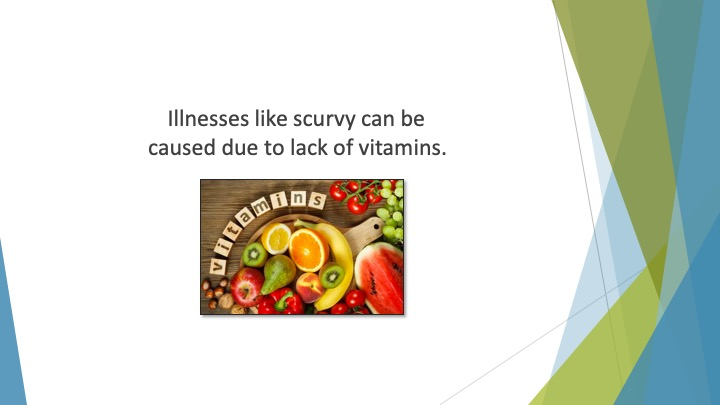 Illnesses like scurvy can be
caused due to lack of vitamins.
vitamins